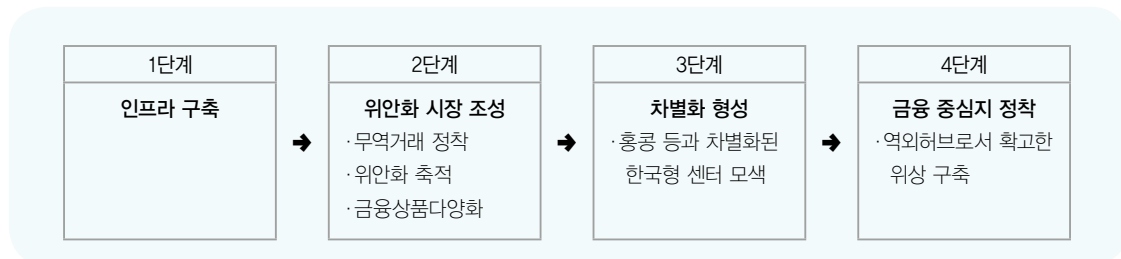 1단계
인프라 구축
2단계
위안화 시장 조성
·무역거래 정착
·위안화 축적
·금융상품다양화
3단계
차별화 형성
·홍콩 등과 차별화된
한국형 센터 모색
4단계
금융 중심지 정착
·역외허브로서 확고한
위상 구축